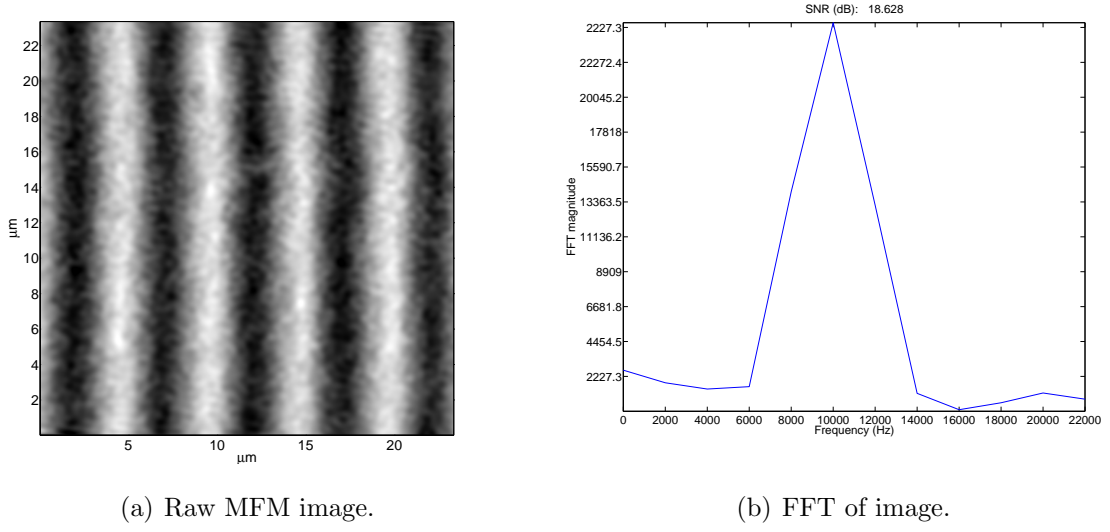 22
20
18
16
14
12
10
8
6
4
2
µm
5 10 15 20
µm
(a) Raw MFM image.
SNR (dB): 18.628
2227.3
22272.4
20045.2
17818
15590.7
13363.5
11136.2
8909
6681.8
4454.5
2227.3
FFT magnitude
0 2000 4000 6000 8000 10000 12000 14000 16000 18000 20000 22000
Frequency (Hz)
(b) FFT of image.